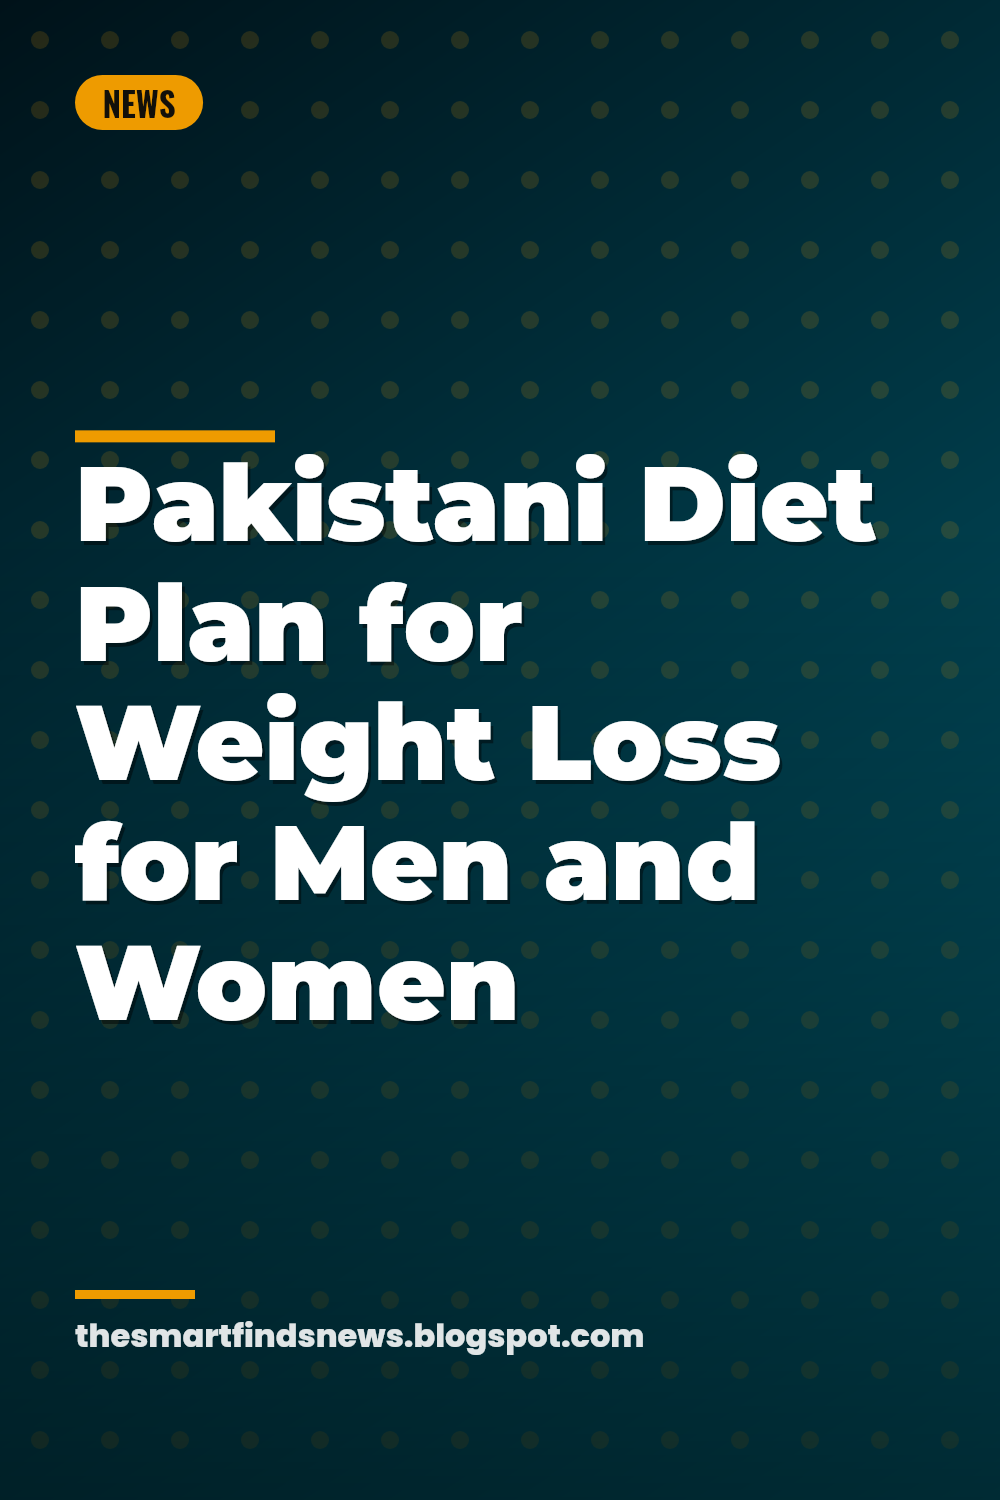 NEWS
Pakistani Diet
Plan for
Weight Loss
for Men and
Women
thesmartfindsnews.blogspot.com